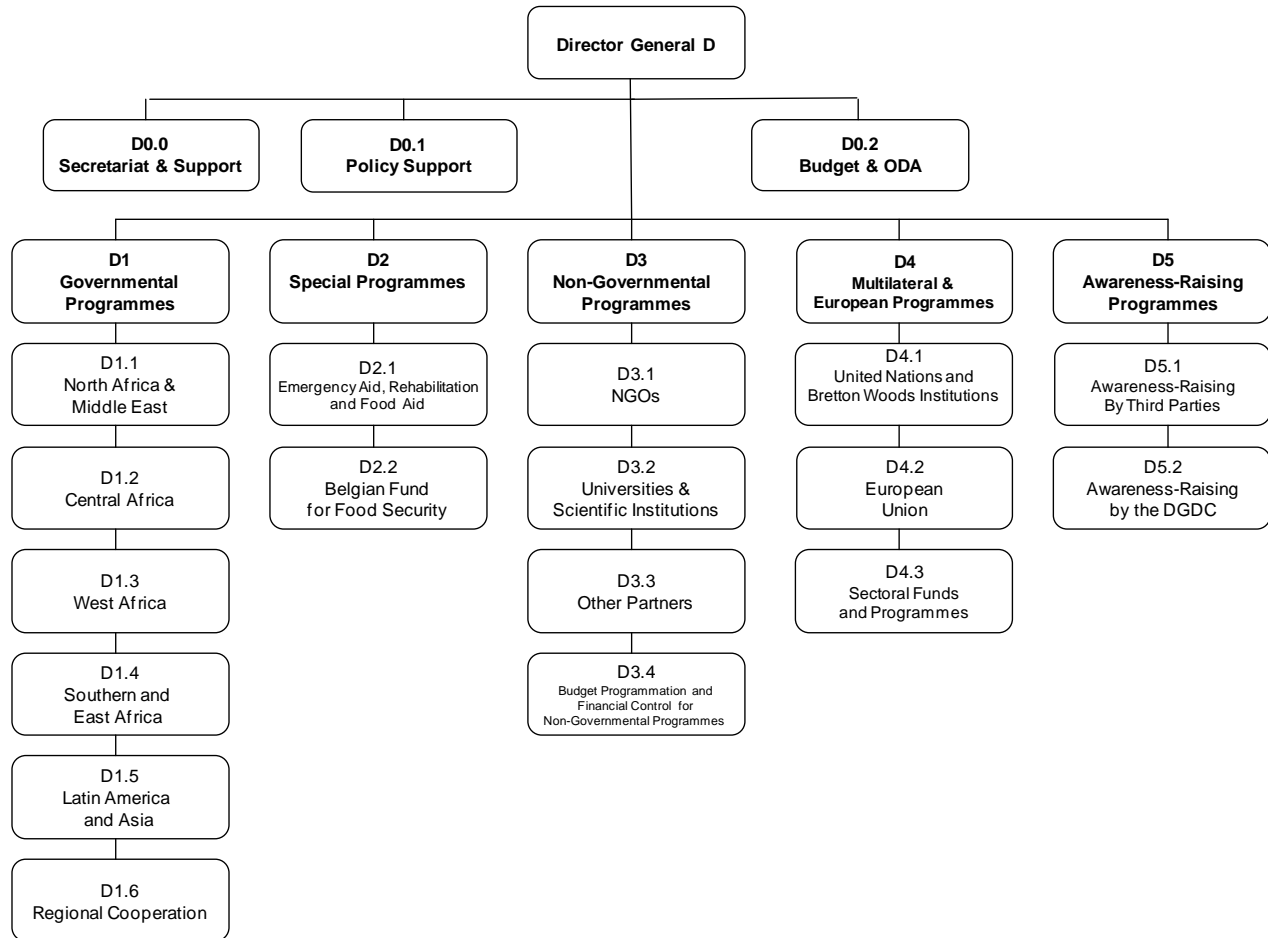 Director General D
D0.0
Secretariat & Support
D0.1
Policy Support
D0.2
Budget & ODA
D1
Governmental
Programmes
D2
Special Programmes
D3
Non-Governmental
Programmes
D4
Multilateral &
European Programmes
D5
Awareness-Raising
Programmes
D1.1
North Africa &
Middle East
D2.1
Emergency Aid, Rehabilitation
and Food Aid
D3.1
NGOs
D4.1
United Nations and
Bretton Woods Institutions
D5.1
Awareness-Raising
By Third Parties
D1.2
Central Africa
D2.2
Belgian Fund
for Food Security
D3.2
Universities &
Scientific Institutions
D4.2
European
Union
D5.2
Awareness-Raising
by the DGDC
D1.3
West Africa
D3.3
Other Partners
D4.3
Sectoral Funds
and Programmes
D1.4
Southern and
East Africa
D3.4
Budget Programmation and
Financial Control for
Non-Governmental Programmes
D1.5
Latin America
and Asia
D1.6
Regional Cooperation